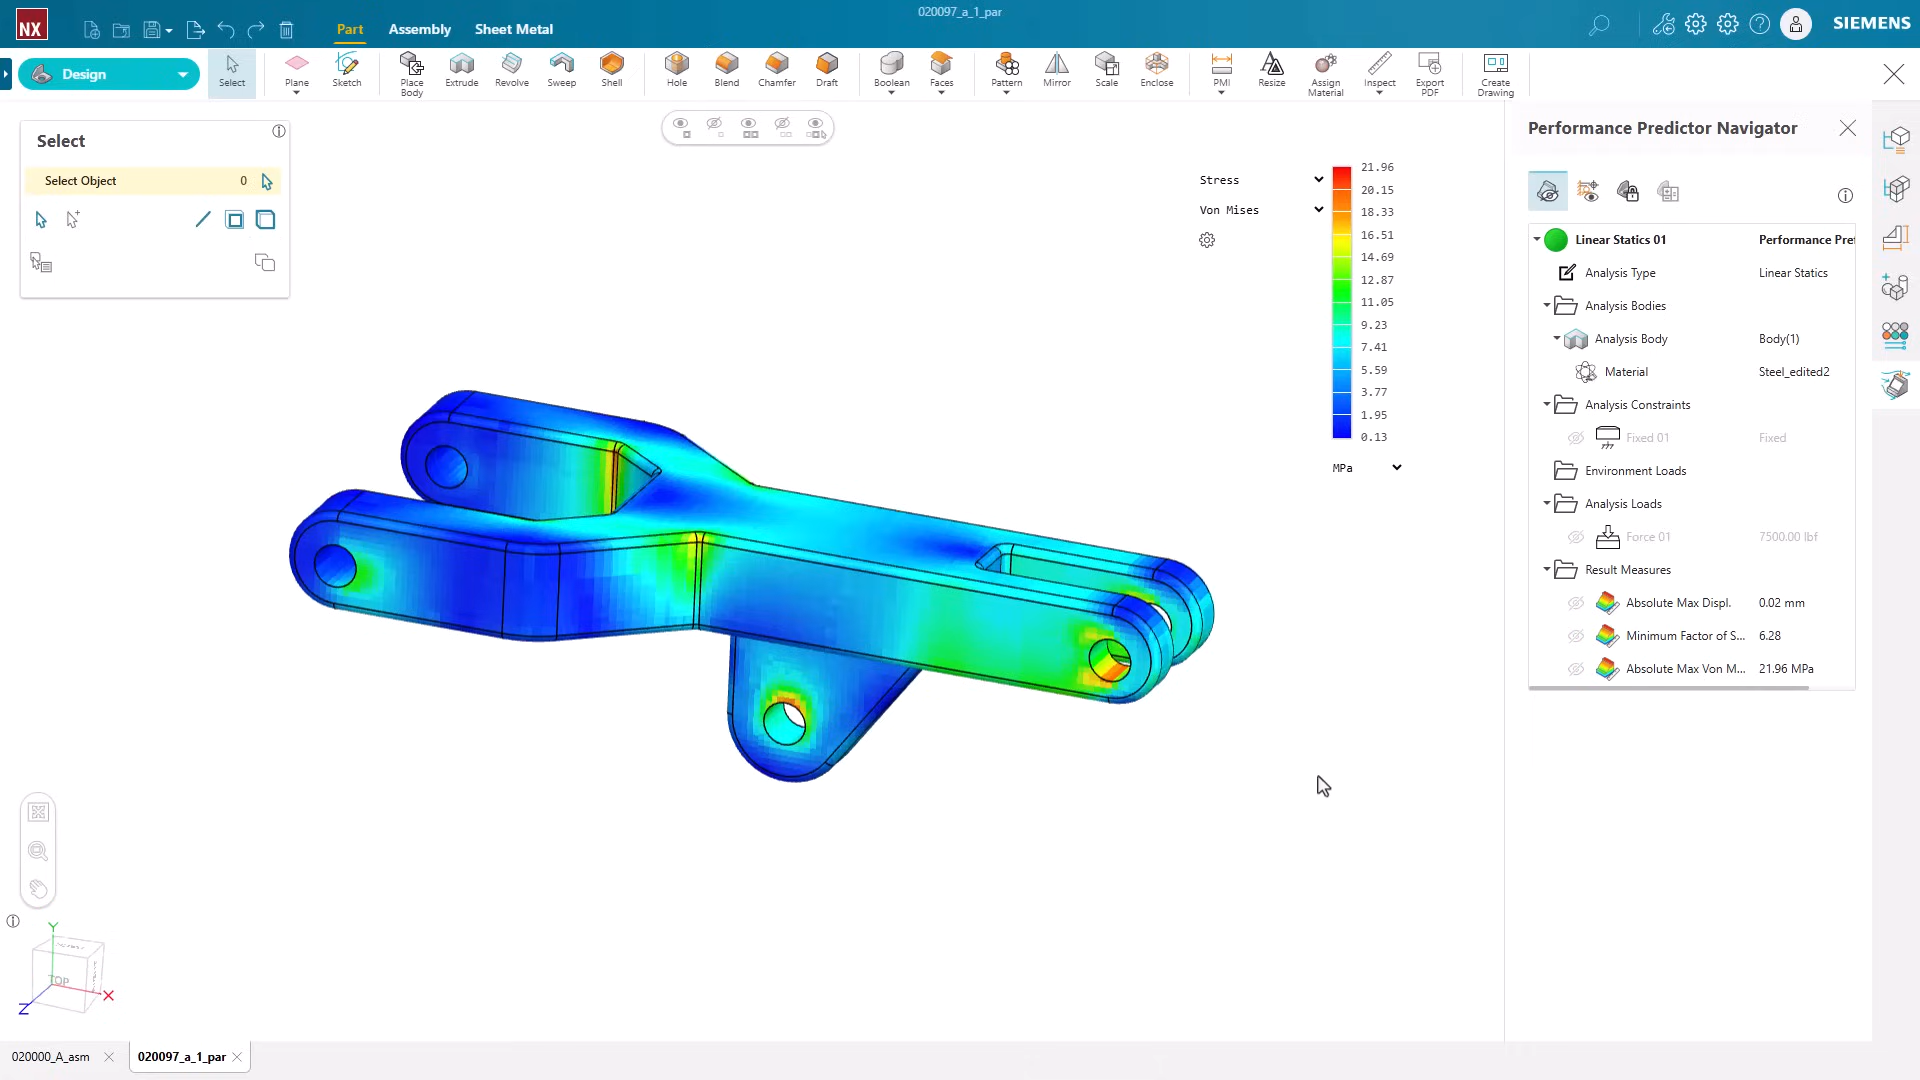 020097_a_1_par
NX
Part Assembly Sheet Metal
SIEMENS
Design
Select
Plane
Sketch
Place Body
Extrude
Revolve
Sweep
Shell
Hole
Blend
Chamfer
Draft
Boolean
Faces
Pattern
Mirror
Scale
Enclose
PMI
Resize
Assign Material
Inspect
Export PDF
Create Drawing
Select
Select Object 0
Stress
Von Mises
21.96
20.15
18.33
16.51
14.69
12.87
11.05
9.23
7.41
5.59
3.77
1.95
0.13
MPa
Performance Predictor Navigator
Linear Statics 01 Performance Pre
Analysis Type Linear Statics
Analysis Bodies
Analysis Body Body(1)
Material Steel_edited2
Analysis Constraints
Fixed 01 Fixed
Environment Loads
Analysis Loads
Force 01 7500.00 lbf
Result Measures
Absolute Max Displ. 0.02 mm
Minimum Factor of S... 6.28
Absolute Max Von M... 21.96 MPa
Y
TOP
X
Z
020000_A_asm
020097_a_1_par